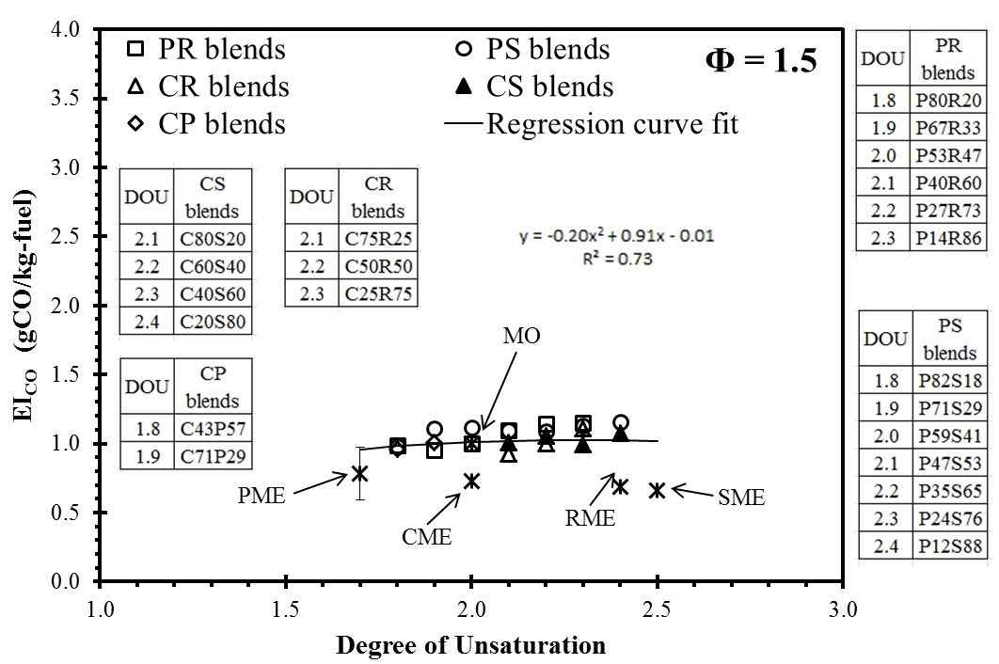 4.0
3.5
3.0
2.5
2.0
1.5
1.0
0.5
0.0
EICO (gCO/kg-fuel)
PR blends
PS blends
CR blends
CS blends
CP blends
Regression curve fit
Φ = 1.5
DOU CS blends
2.1 C80S20
2.2 C60S40
2.3 C40S60
2.4 C20S80
DOU CR blends
2.1 C75R25
2.2 C50R50
2.3 C25R75
DOU CP blends
1.8 C43P57
1.9 C71P29
y = -0.20x² + 0.91x - 0.01
R² = 0.73
MO
PME
CME
RME
SME
1.0 1.5 2.0 2.5 3.0
Degree of Unsaturation
DOU PR blends
1.8 P80R20
1.9 P67R33
2.0 P53R47
2.1 P40R60
2.2 P27R73
2.3 P14R86
DOU PS blends
1.8 P82S18
1.9 P71S29
2.0 P59S41
2.1 P47S53
2.2 P35S65
2.3 P24S76
2.4 P12S88